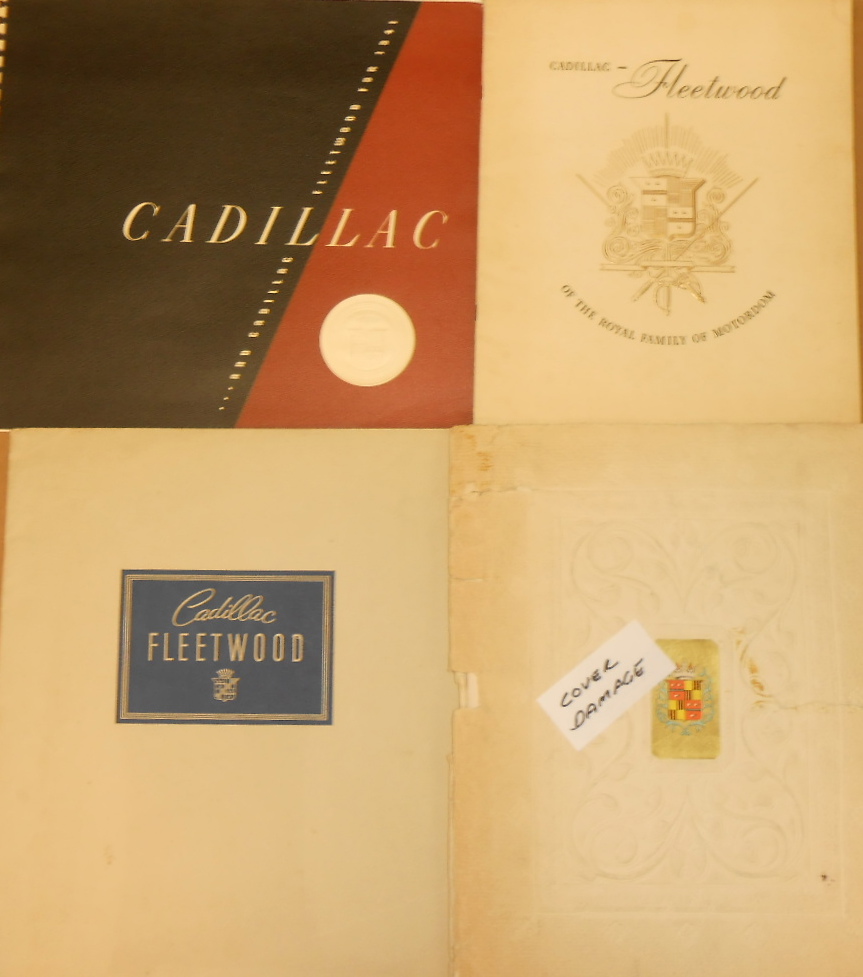 FLEETWOOD FOR 1941
CADILLAC
...AND CADILLAC
CADILLAC - Fleetwood
OF THE ROYAL FAMILY OF MOTORDOM
Cadillac
FLEETWOOD
COVER
DAMAGE